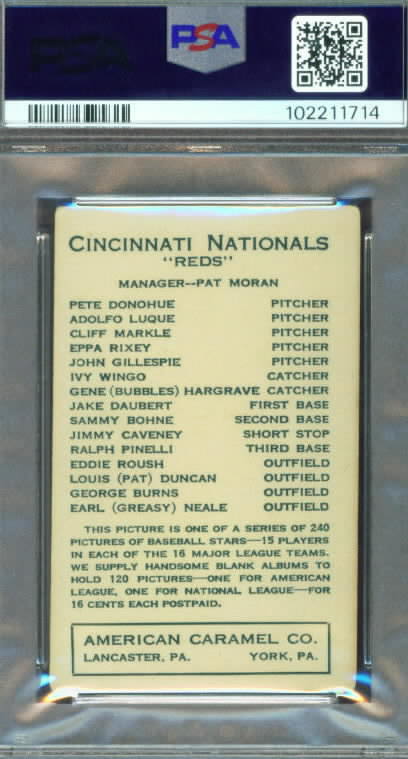 PSA
PSA
102211714
CINCINNATI NATIONALS
"REDS"
MANAGER--PAT MORAN
PETE DONOHUE PITCHER
ADOLFO LUQUE PITCHER
CLIFF MARKLE PITCHER
EPPA RIXEY PITCHER
JOHN GILLESPIE PITCHER
IVY WINGO CATCHER
GENE (BUBBLES) HARGRAVE CATCHER
JAKE DAUBERT FIRST BASE
SAMMY BOHNE SECOND BASE
JIMMY CAVENEY SHORT STOP
RALPH PINELLI THIRD BASE
EDDIE ROUSH OUTFIELD
LOUIS (PAT) DUNCAN OUTFIELD
GEORGE BURNS OUTFIELD
EARL (GREASY) NEALE OUTFIELD
THIS PICTURE IS ONE OF A SERIES OF 240
PICTURES OF BASEBALL STARS—15 PLAYERS
IN EACH OF THE 16 MAJOR LEAGUE TEAMS.
WE SUPPLY HANDSOME BLANK ALBUMS TO
HOLD 120 PICTURES—ONE FOR AMERICAN
LEAGUE, ONE FOR NATIONAL LEAGUE—FOR
16 CENTS EACH POSTPAID.
AMERICAN CARAMEL CO.
LANCASTER, PA. YORK, PA.